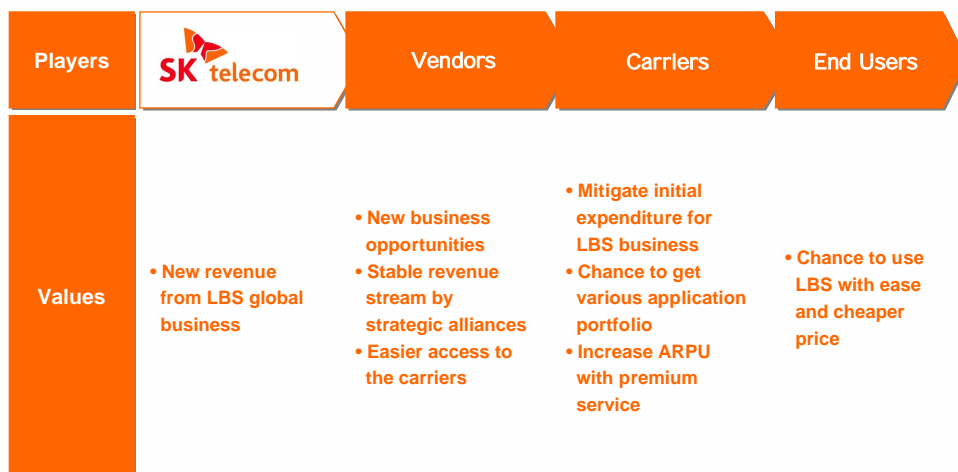 Players
SK telecom
Vendors
Carriers
End Users
Values
• New revenue
from LBS global
business
• New business
opportunities
• Stable revenue
stream by
strategic alliances
• Easier access to
the carriers
• Mitigate initial
expenditure for
LBS business
• Chance to get
various application
portfolio
• Increase ARPU
with premium
service
• Chance to use
LBS with ease
and cheaper
price